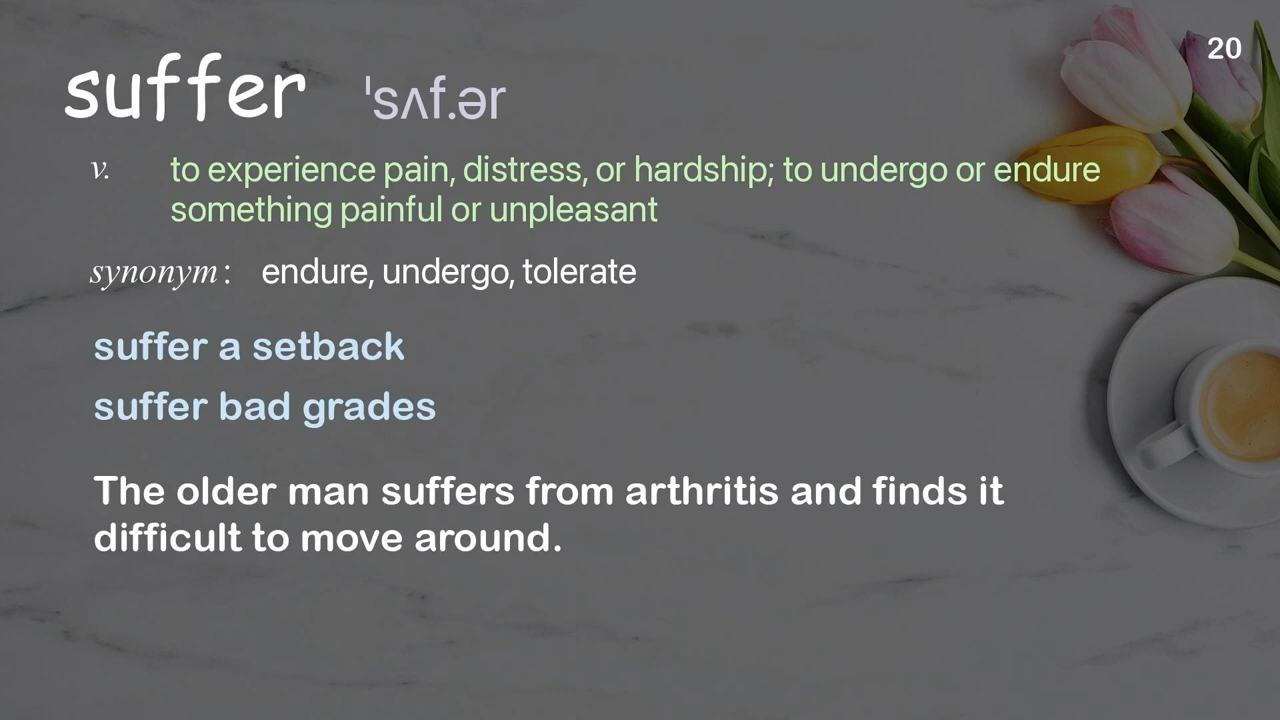 20
suffer ˈsʌf.ər
v. to experience pain, distress, or hardship; to undergo or endure
something painful or unpleasant
synonym: endure, undergo, tolerate
suffer a setback
suffer bad grades
The older man suffers from arthritis and finds it
difficult to move around.